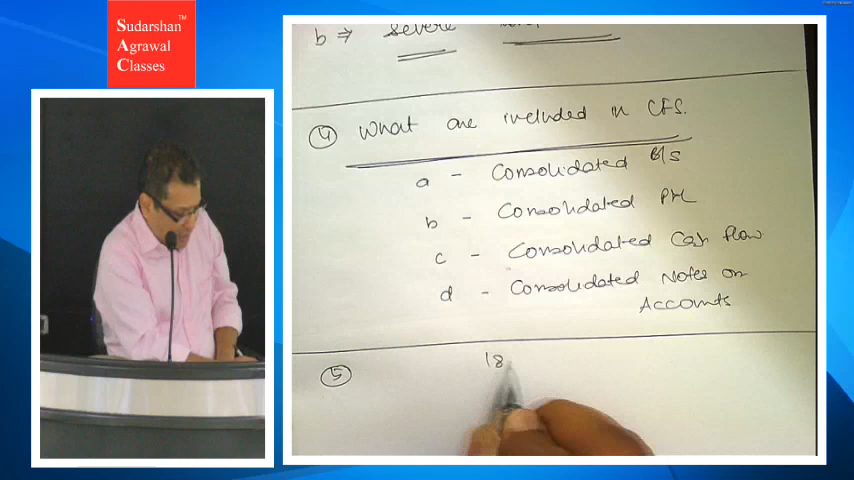 Sudarshan™
Agrawal
Classes
b ⇒ severe
4 What are included in CFS.
a - Consolidated B/S
b - Consolidated P&L
c - Consolidated Cash flow
d - Consolidated Notes on
Accounts
5 18